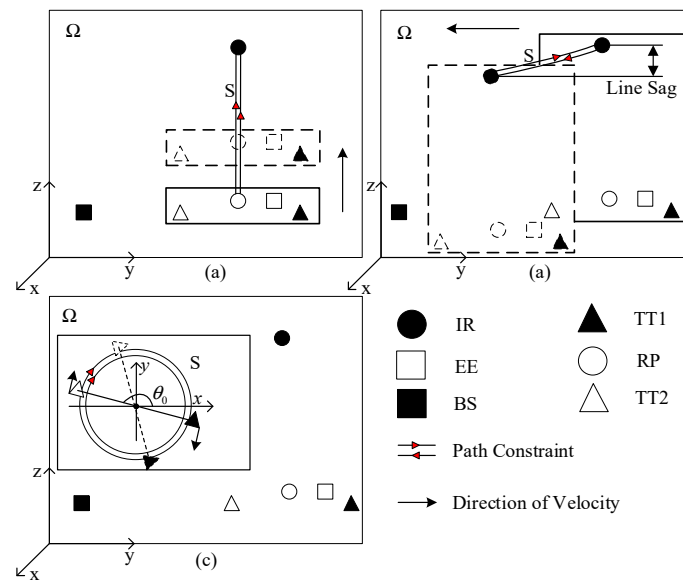 Ω
S
z
y
x
(a)
Ω
S
Line Sag
z
y
x
(a)
Ω
S
y
θ0
x
z
y
x
(c)
IR
TT1
EE
RP
BS
TT2
Path Constraint
Direction of Velocity